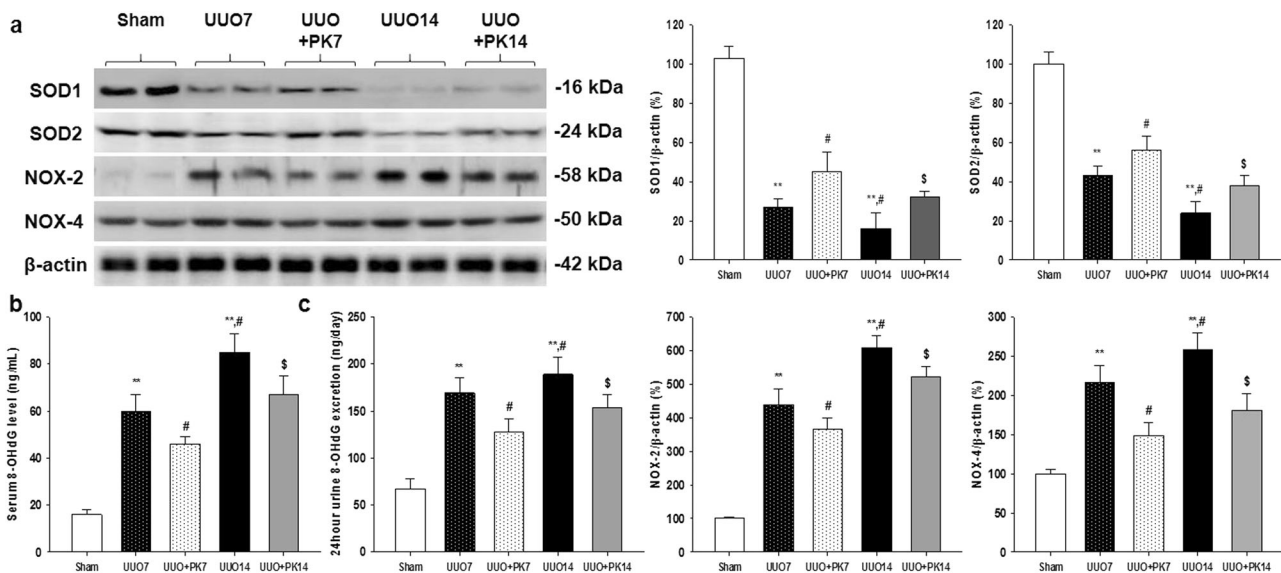 a
Sham
UUO7
UUO
+PK7
UUO14
UUO
+PK14
SOD1
-16 kDa
SOD2
-24 kDa
NOX-2
-58 kDa
NOX-4
-50 kDa
β-actin
-42 kDa
SOD1/β-actin (%)
120
100
80
60
40
20
0
**
#
**,#
$
Sham
UUO7
UUO+PK7
UUO14
UUO+PK14
SOD2/β-actin (%)
120
100
80
60
40
20
0
**
#
**,#
$
Sham
UUO7
UUO+PK7
UUO14
UUO+PK14
b
Serum 8-OHdG level (ng/mL)
100
80
60
40
20
0
**
#
**,#
$
Sham
UUO7
UUO+PK7
UUO14
UUO+PK14
c
24hour urine 8-OHdG excretion (ng/day)
250
200
150
100
50
0
**
#
**,#
$
Sham
UUO7
UUO+PK7
UUO14
UUO+PK14
NOX-2/β-actin (%)
700
600
500
400
300
200
100
0
**
#
**,#
$
Sham
UUO7
UUO+PK7
UUO14
UUO+PK14
NOX-4/β-actin (%)
300
250
200
150
100
50
0
**
#
**,#
$
Sham
UUO7
UUO+PK7
UUO14
UUO+PK14